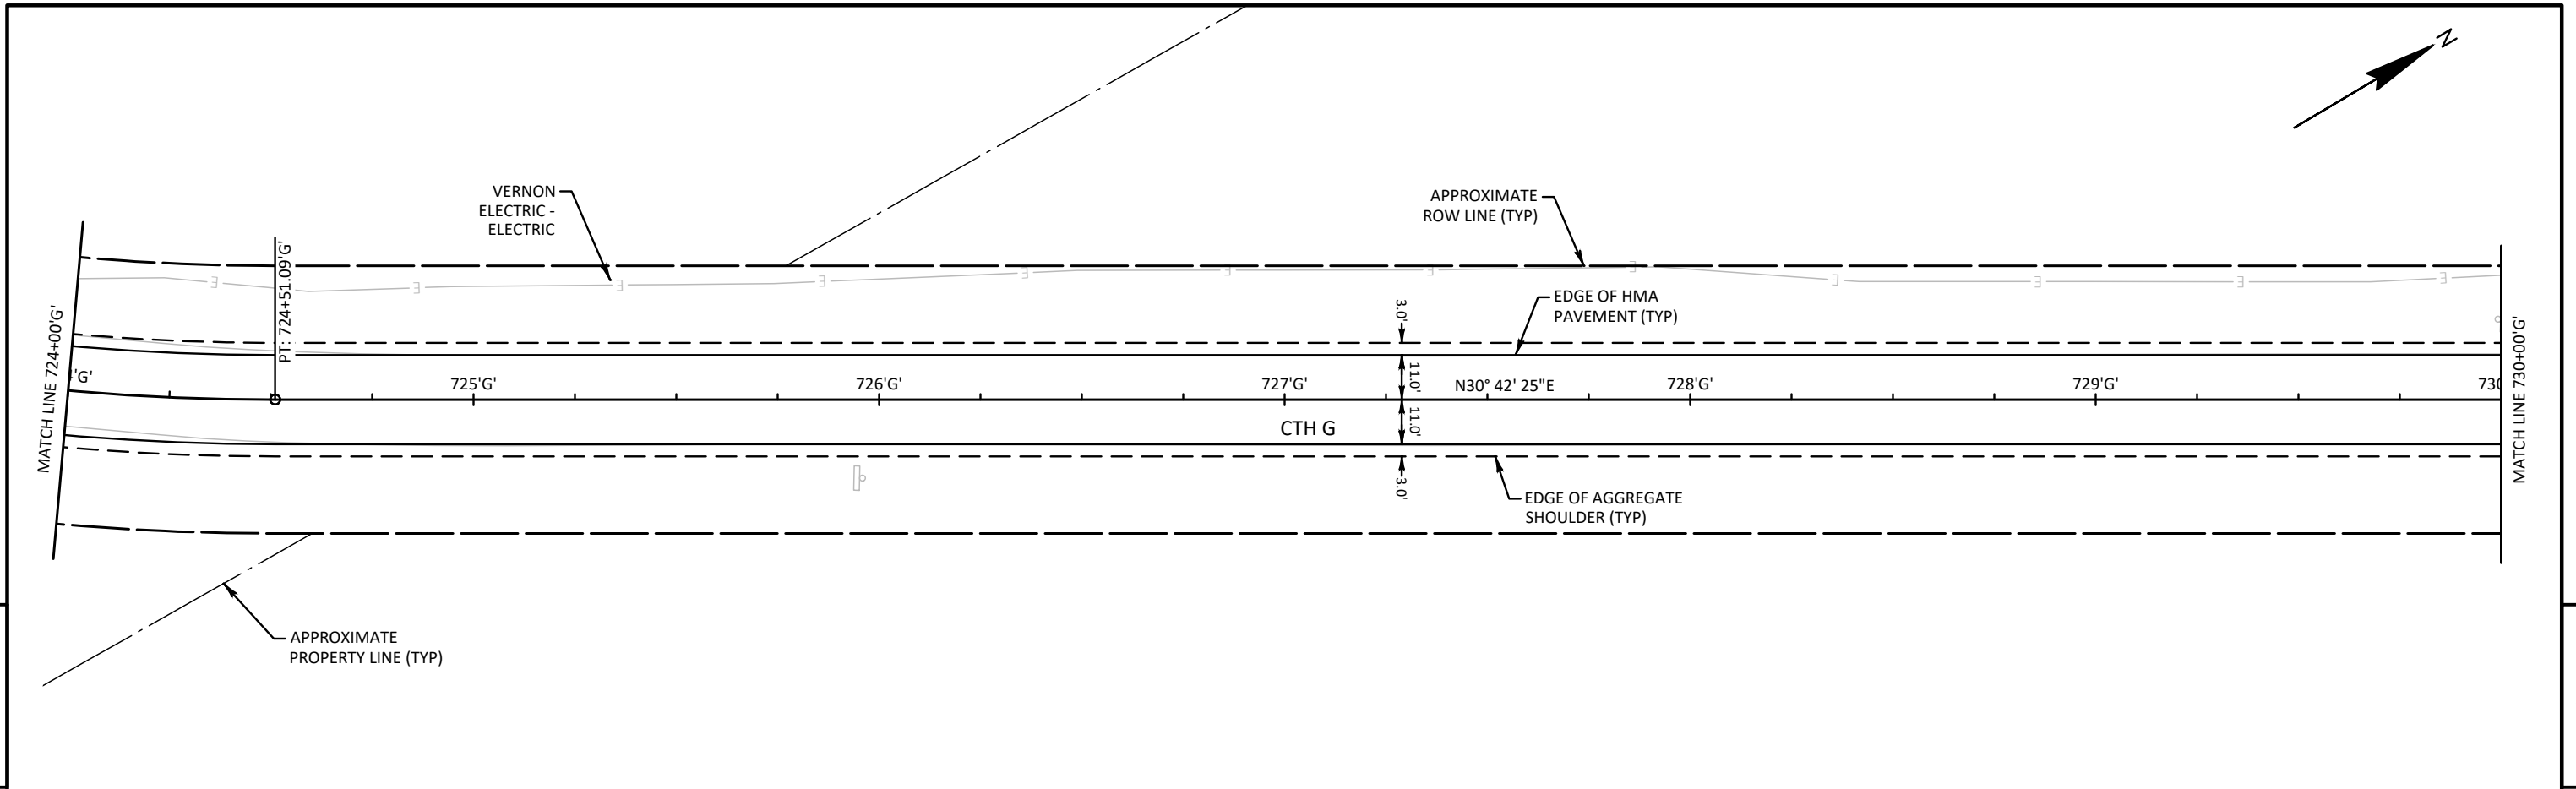 N
VERNON
ELECTRIC -
ELECTRIC
APPROXIMATE
ROW LINE (TYP)
PT: 724+51.09'G'
E E E E E E E E E E E E
EDGE OF HMA
PAVEMENT (TYP)
3.0'
MATCH LINE 724+00'G'
'G'
725'G'
726'G'
727'G'
11.0'
N30° 42' 25"E
728'G'
729'G'
730
MATCH LINE 730+00'G'
CTH G
11.0'
3.0'
EDGE OF AGGREGATE
SHOULDER (TYP)
APPROXIMATE
PROPERTY LINE (TYP)